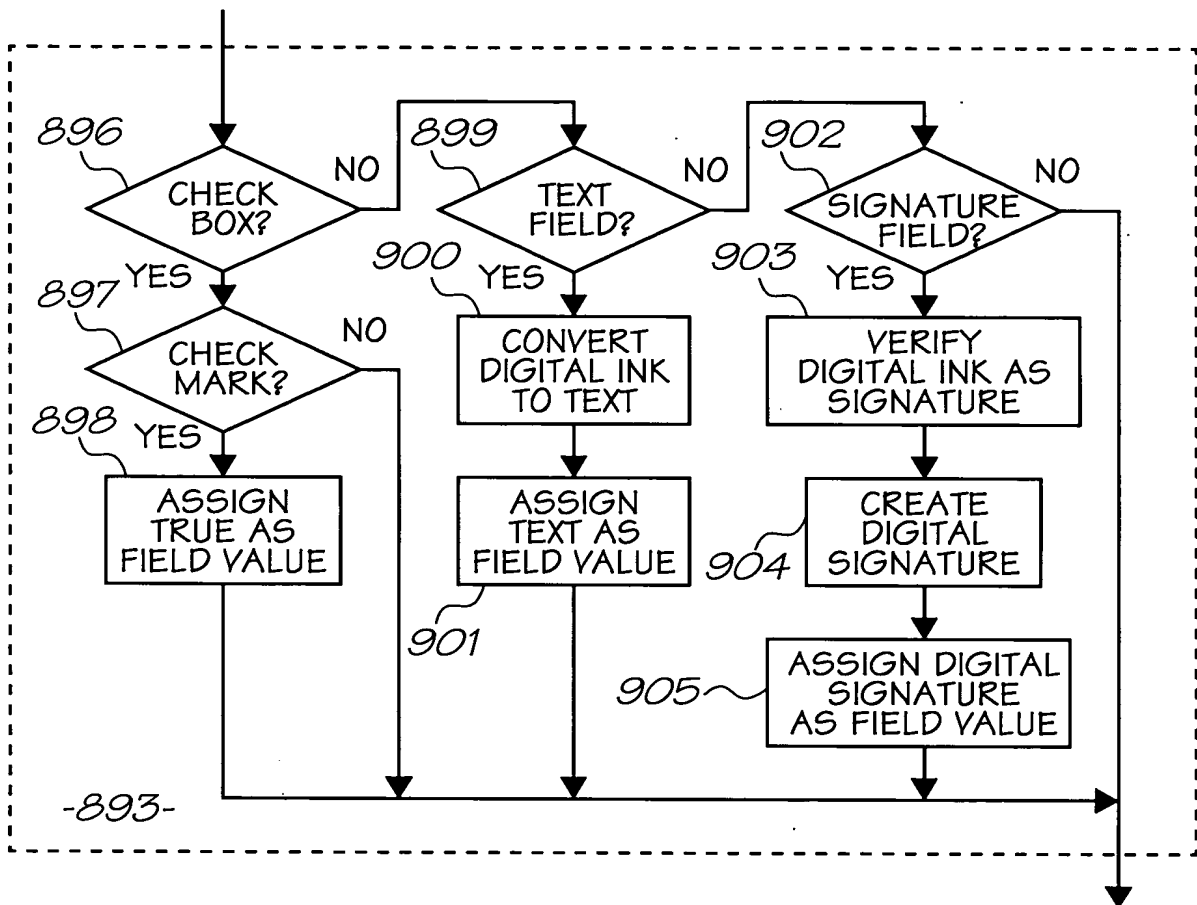 896
CHECK
BOX?
NO
YES
899
TEXT
FIELD?
NO
YES
902
SIGNATURE
FIELD?
NO
YES
897
CHECK
MARK?
NO
YES
900
CONVERT
DIGITAL INK
TO TEXT
903
VERIFY
DIGITAL INK AS
SIGNATURE
898
ASSIGN
TRUE AS
FIELD VALUE
ASSIGN
TEXT AS
FIELD VALUE
901
CREATE
DIGITAL
SIGNATURE
904
ASSIGN DIGITAL
SIGNATURE
AS FIELD VALUE
905
-893-